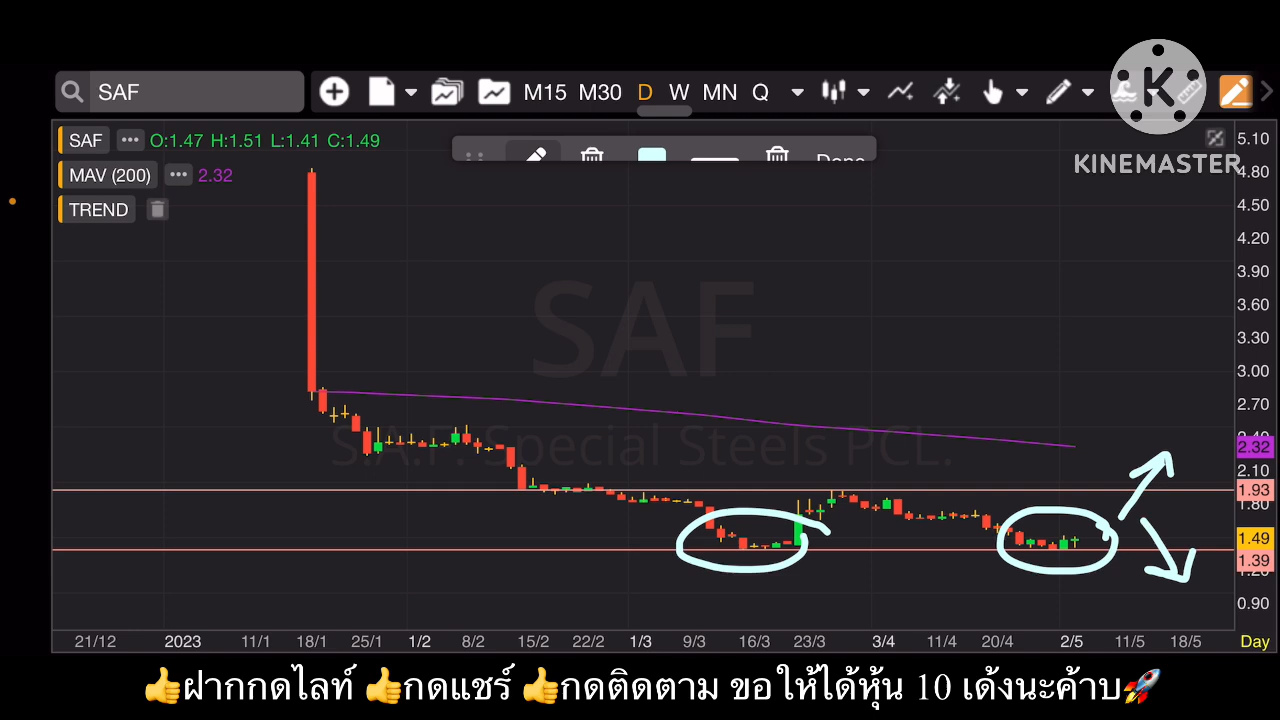 SAF M15 M30 D W MN Q
KINEMASTER
SAF ••• O:1.47 H:1.51 L:1.41 C:1.49
MAV (200) ••• 2.32
TREND
Done
SAF
S.A.F. Special Steels PCL.
5.10
4.80
4.50
4.20
3.90
3.60
3.30
3.00
2.70
2.40
2.32
2.10
1.93
1.80
1.49
1.39
1.20
0.90
21/12 2023 11/1 18/1 25/1 1/2 8/2 15/2 22/2 1/3 9/3 16/3 23/3 3/4 11/4 20/4 2/5 11/5 18/5 Day
👍ฝากกดไลท์ 👍กดแชร์ 👍กดติดตาม ขอให้ได้หุ้น 10 เด้งนะค้าบ🚀